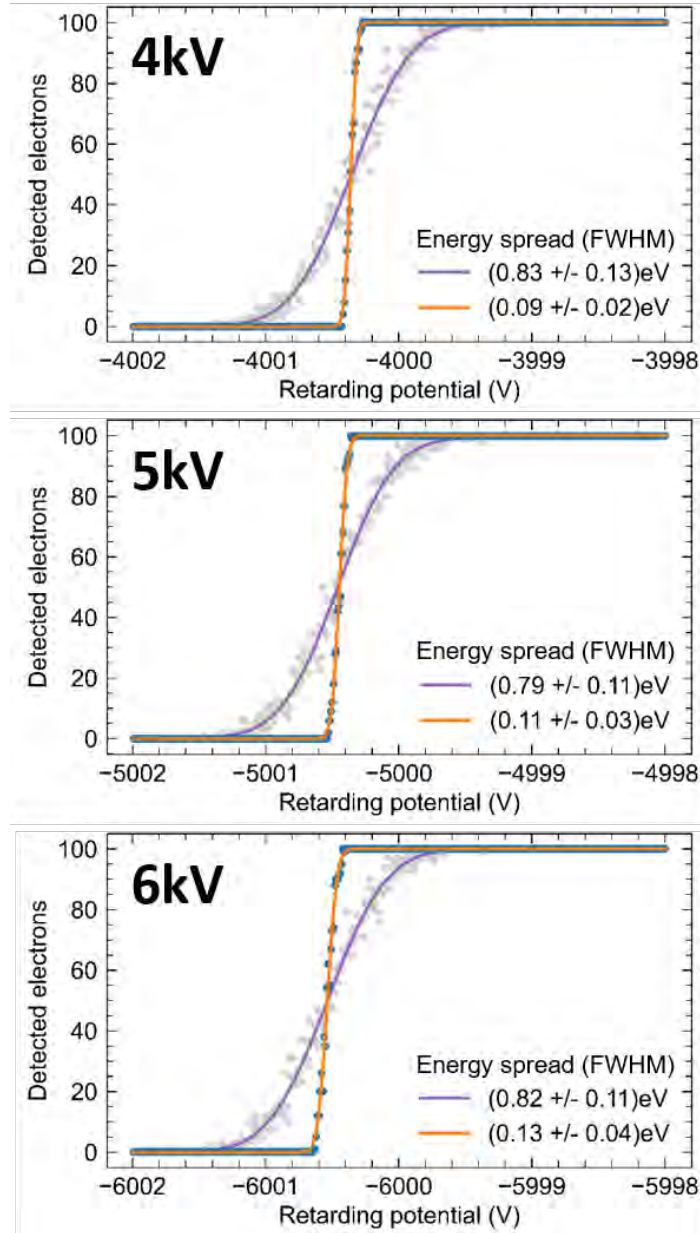 4kV
Detected electrons
100
80
60
40
20
0
Energy spread (FWHM)
(0.83 +/- 0.13)eV
(0.09 +/- 0.02)eV
−4002 −4001 −4000 −3999 −3998
Retarding potential (V)
5kV
Detected electrons
100
80
60
40
20
0
Energy spread (FWHM)
(0.79 +/- 0.11)eV
(0.11 +/- 0.03)eV
−5002 −5001 −5000 −4999 −4998
Retarding potential (V)
6kV
Detected electrons
100
80
60
40
20
0
Energy spread (FWHM)
(0.82 +/- 0.11)eV
(0.13 +/- 0.04)eV
−6002 −6001 −6000 −5999 −5998
Retarding potential (V)